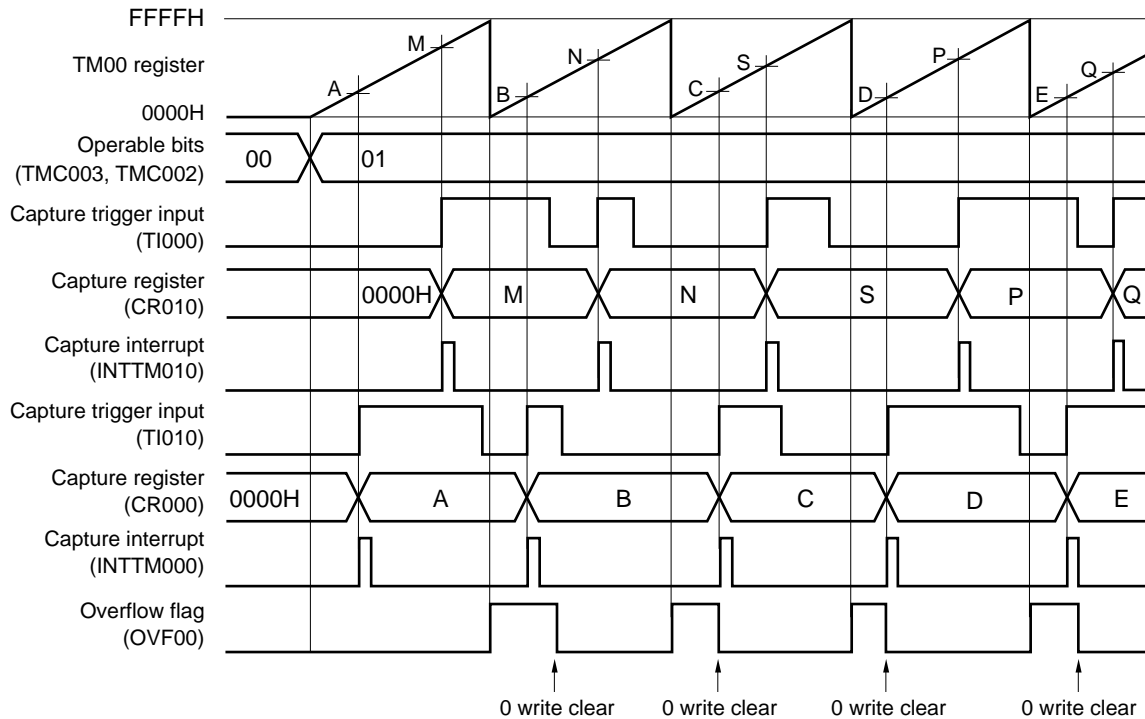 FFFFH
TM00 register
0000H
A M B N C S D P E Q
Operable bits
(TMC003, TMC002)
00 01
Capture trigger input
(TI000)
Capture register
(CR010)
0000H M N S P Q
Capture interrupt
(INTTM010)
Capture trigger input
(TI010)
Capture register
(CR000)
0000H A B C D E
Capture interrupt
(INTTM000)
Overflow flag
(OVF00)
0 write clear 0 write clear 0 write clear 0 write clear